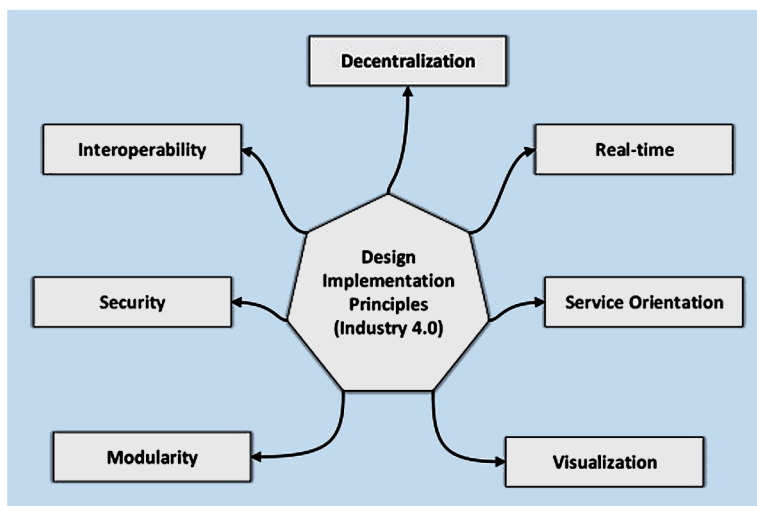 Decentralization
Interoperability
Real-time
Design
Implementation
Principles
(Industry 4.0)
Security
Service Orientation
Modularity
Visualization